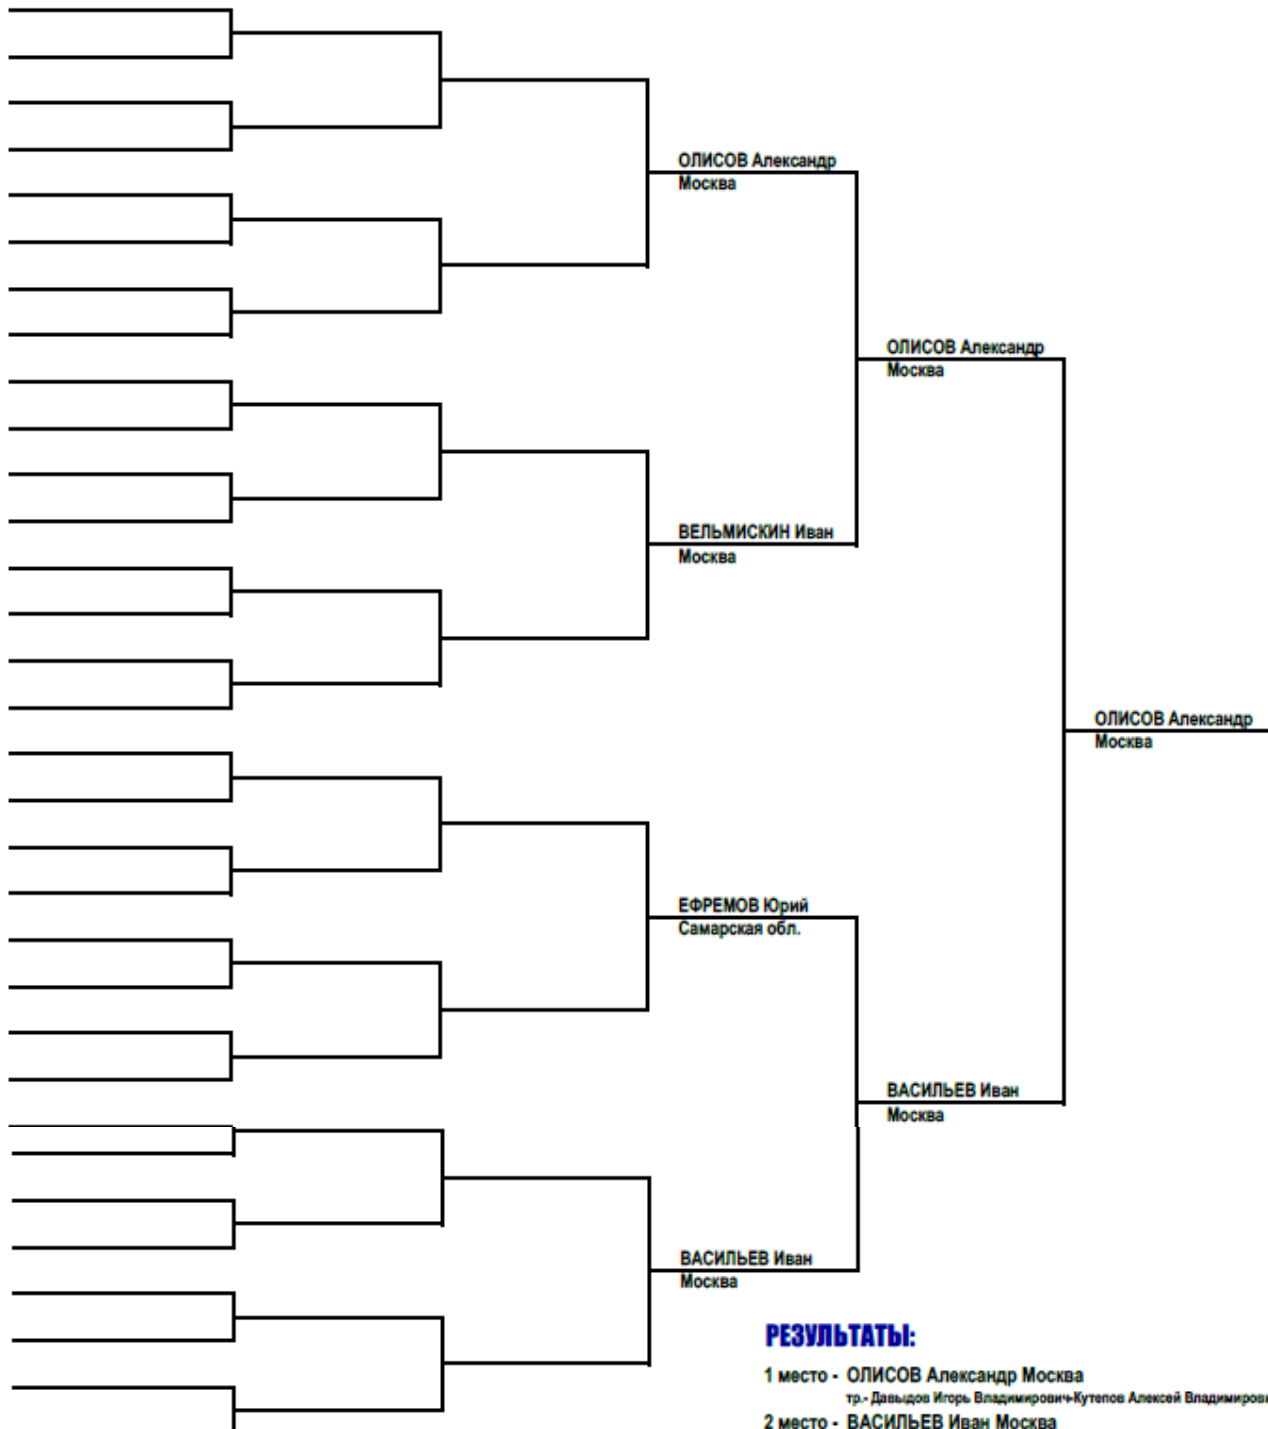 ОЛИСОВ Александр
Москва
ОЛИСОВ Александр
Москва
ВЕЛЬМИСКИН Иван
Москва
ОЛИСОВ Александр
Москва
ЕФРЕМОВ Юрий
Самарская обл.
ВАСИЛЬЕВ Иван
Москва
ВАСИЛЬЕВ Иван
Москва
РЕЗУЛЬТАТЫ:
1 место - ОЛИСОВ Александр Москва
тр.- Давыдов Игорь Владимирович-Кутепов Алексей Владимирови
2 место - ВАСИЛЬЕВ Иван Москва